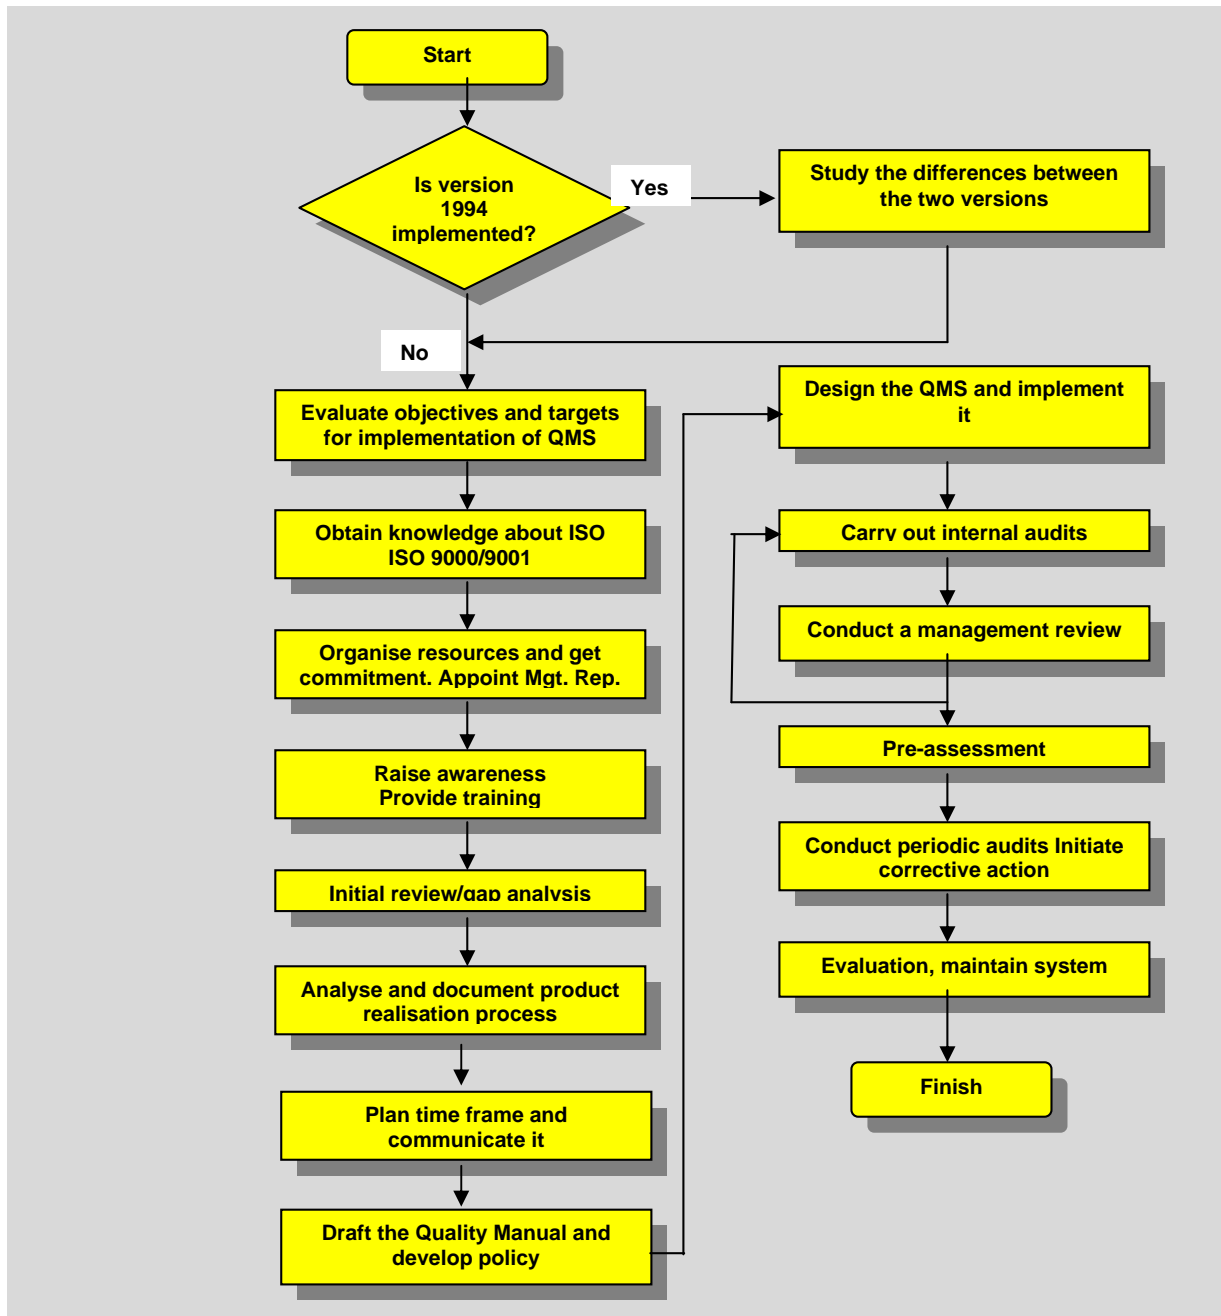 Start
Is version
1994
implemented?
Yes
Study the differences between
the two versions
No
Evaluate objectives and targets
for implementation of QMS
Obtain knowledge about ISO
ISO 9000/9001
Organise resources and get
commitment. Appoint Mgt. Rep.
Raise awareness
Provide training
Initial review/gap analysis
Analyse and document product
realisation process
Plan time frame and
communicate it
Draft the Quality Manual and
develop policy
Design the QMS and implement
it
Carry out internal audits
Conduct a management review
Pre-assessment
Conduct periodic audits Initiate
corrective action
Evaluation, maintain system
Finish